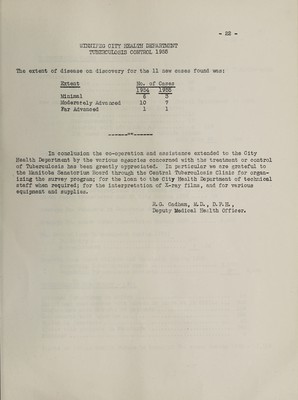 - 22 -
WINNIPEG CITY HEALTH DEPARTMENT
TUBERCULOSIS CONTROL 1955
The extent of disease on discovery for the 11 new cases found was:
Extent No. of Cases
1954 1955
Minimal 6 3
Moderately Advanced 10 7
Far Advanced 1 1
In conclusion the co-operation and assistance extended to the City
Health Department by the various agencies concerned with the treatment or control
of Tuberculosis has been greatly appreciated. In particular we are grateful to
the Manitoba Sanatorium Board through the Central Tuberculosis Clinic for organ-
izing the survey program; for the loan to the City Health Department of technical
staff when required; for the interpretation of X-ray films, and for various
equipment and supplies.
R.G. Cadham, M.D., D.P.H.,
Deputy Medical Health Officer.